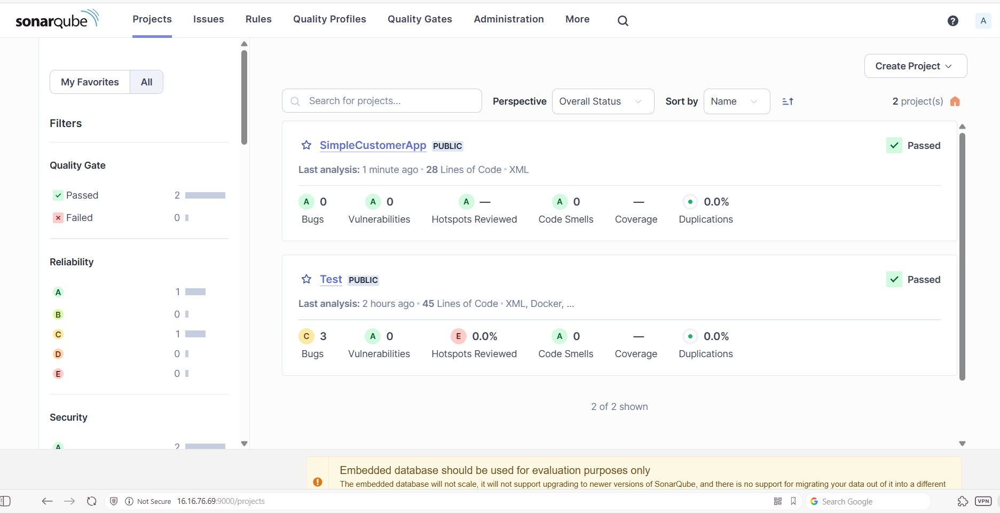 sonarqube Projects Issues Rules Quality Profiles Quality Gates Administration More A
My Favorites All
Filters
Quality Gate
Passed 2
Failed 0
Reliability
A 1
B 0
C 1
D 0
E 0
Security
A 2
Create Project
Search for projects... Perspective Overall Status Sort by Name 2 project(s)
SimpleCustomerApp PUBLIC Passed
Last analysis: 1 minute ago • 28 Lines of Code • XML
A 0 A 0 A — A 0 — 0.0%
Bugs Vulnerabilities Hotspots Reviewed Code Smells Coverage Duplications
Test PUBLIC Passed
Last analysis: 2 hours ago • 45 Lines of Code • XML, Docker, ...
C 3 A 0 E 0.0% A 0 — 0.0%
Bugs Vulnerabilities Hotspots Reviewed Code Smells Coverage Duplications
2 of 2 shown
Embedded database should be used for evaluation purposes only
The embedded database will not scale, it will not support upgrading to newer versions of SonarQube, and there is no support for migrating your data out of it into a different
Not Secure 16.16.76.69:9000/projects Search Google VPN